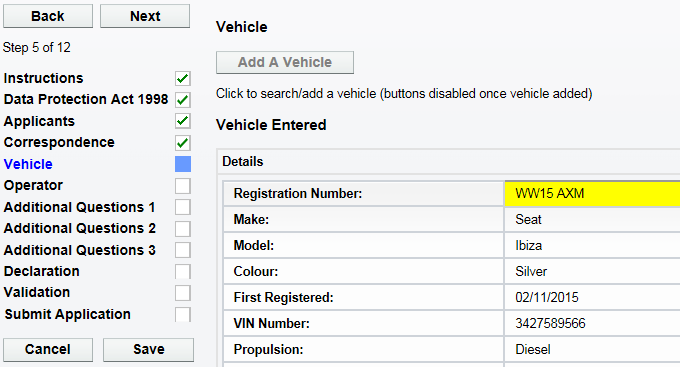 Back Next
Step 5 of 12
Instructions
Data Protection Act 1998
Applicants
Correspondence
Vehicle
Operator
Additional Questions 1
Additional Questions 2
Additional Questions 3
Declaration
Validation
Submit Application
Cancel Save
Vehicle
Add A Vehicle
Click to search/add a vehicle (buttons disabled once vehicle added)
Vehicle Entered
Details
Registration Number: WW15 AXM
Make: Seat
Model: Ibiza
Colour: Silver
First Registered: 02/11/2015
VIN Number: 3427589566
Propulsion: Diesel